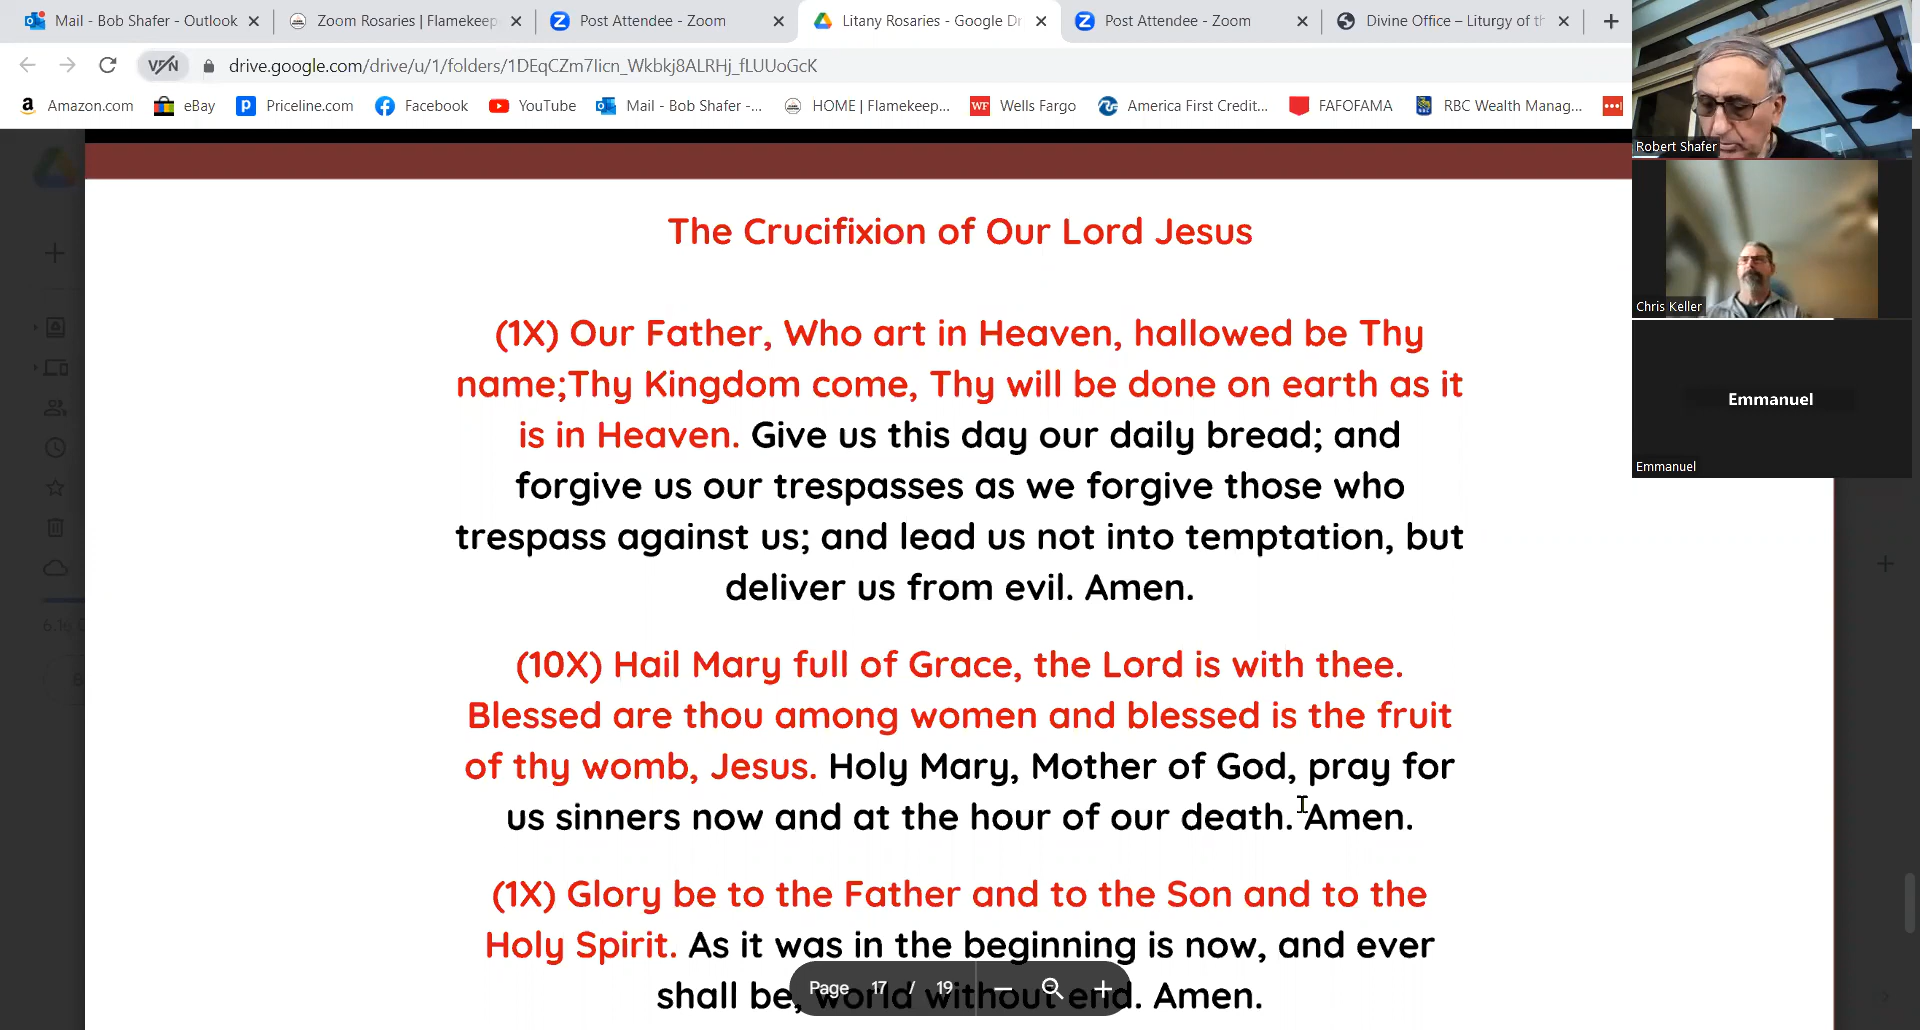 Mail - Bob Shafer - Outlook
Zoom Rosaries | Flamekeep
Post Attendee - Zoom
Litany Rosaries - Google Dr
Post Attendee - Zoom
Divine Office – Liturgy of th
VPN
drive.google.com/drive/u/1/folders/1DEqCZm7Iicn_Wkbkj8ALRHj_fLUUoGcK
Amazon.com
eBay
Priceline.com
Facebook
YouTube
Mail - Bob Shafer -...
HOME | Flamekeep...
WF Wells Fargo
America First Credit...
FAFOFAMA
RBC Wealth Manag...
Robert Shafer
Chris Keller
Emmanuel
Emmanuel
The Crucifixion of Our Lord Jesus
(1X) Our Father, Who art in Heaven, hallowed be Thy
name;Thy Kingdom come, Thy will be done on earth as it
is in Heaven. Give us this day our daily bread; and
forgive us our trespasses as we forgive those who
trespass against us; and lead us not into temptation, but
deliver us from evil. Amen.
(10X) Hail Mary full of Grace, the Lord is with thee.
Blessed are thou among women and blessed is the fruit
of thy womb, Jesus. Holy Mary, Mother of God, pray for
us sinners now and at the hour of our death. Amen.
(1X) Glory be to the Father and to the Son and to the
Holy Spirit. As it was in the beginning is now, and ever
shall be, world without end. Amen.
Page 17 / 19
6.16